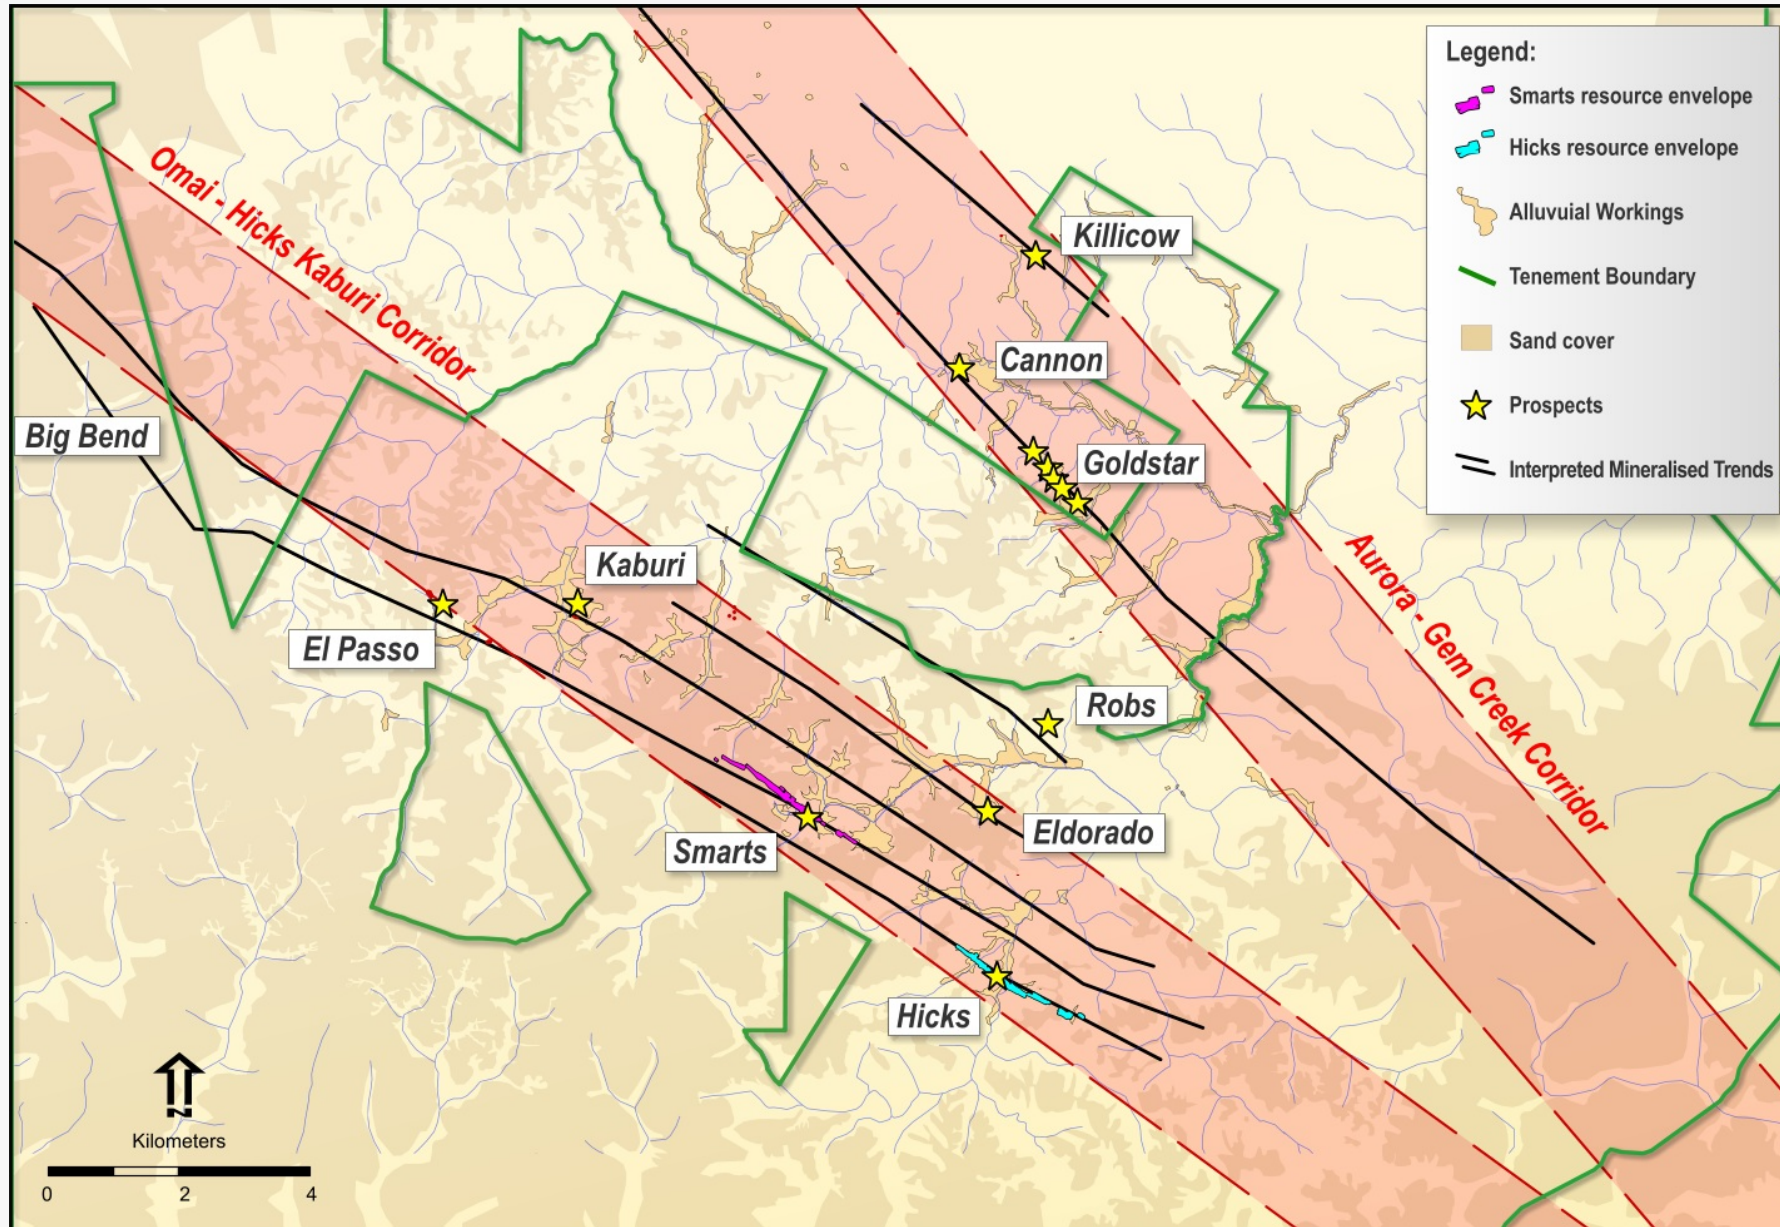 Legend:
Smarts resource envelope
Hicks resource envelope
Alluvuial Workings
Tenement Boundary
Sand cover
Prospects
Interpreted Mineralised Trends
Omai - Hicks Kaburi Corridor
Killicow
Cannon
Goldstar
Big Bend
Kaburi
El Passo
Robs
Aurora - Gem Creek Corridor
Smarts
Eldorado
Hicks
N
Kilometers
0 2 4